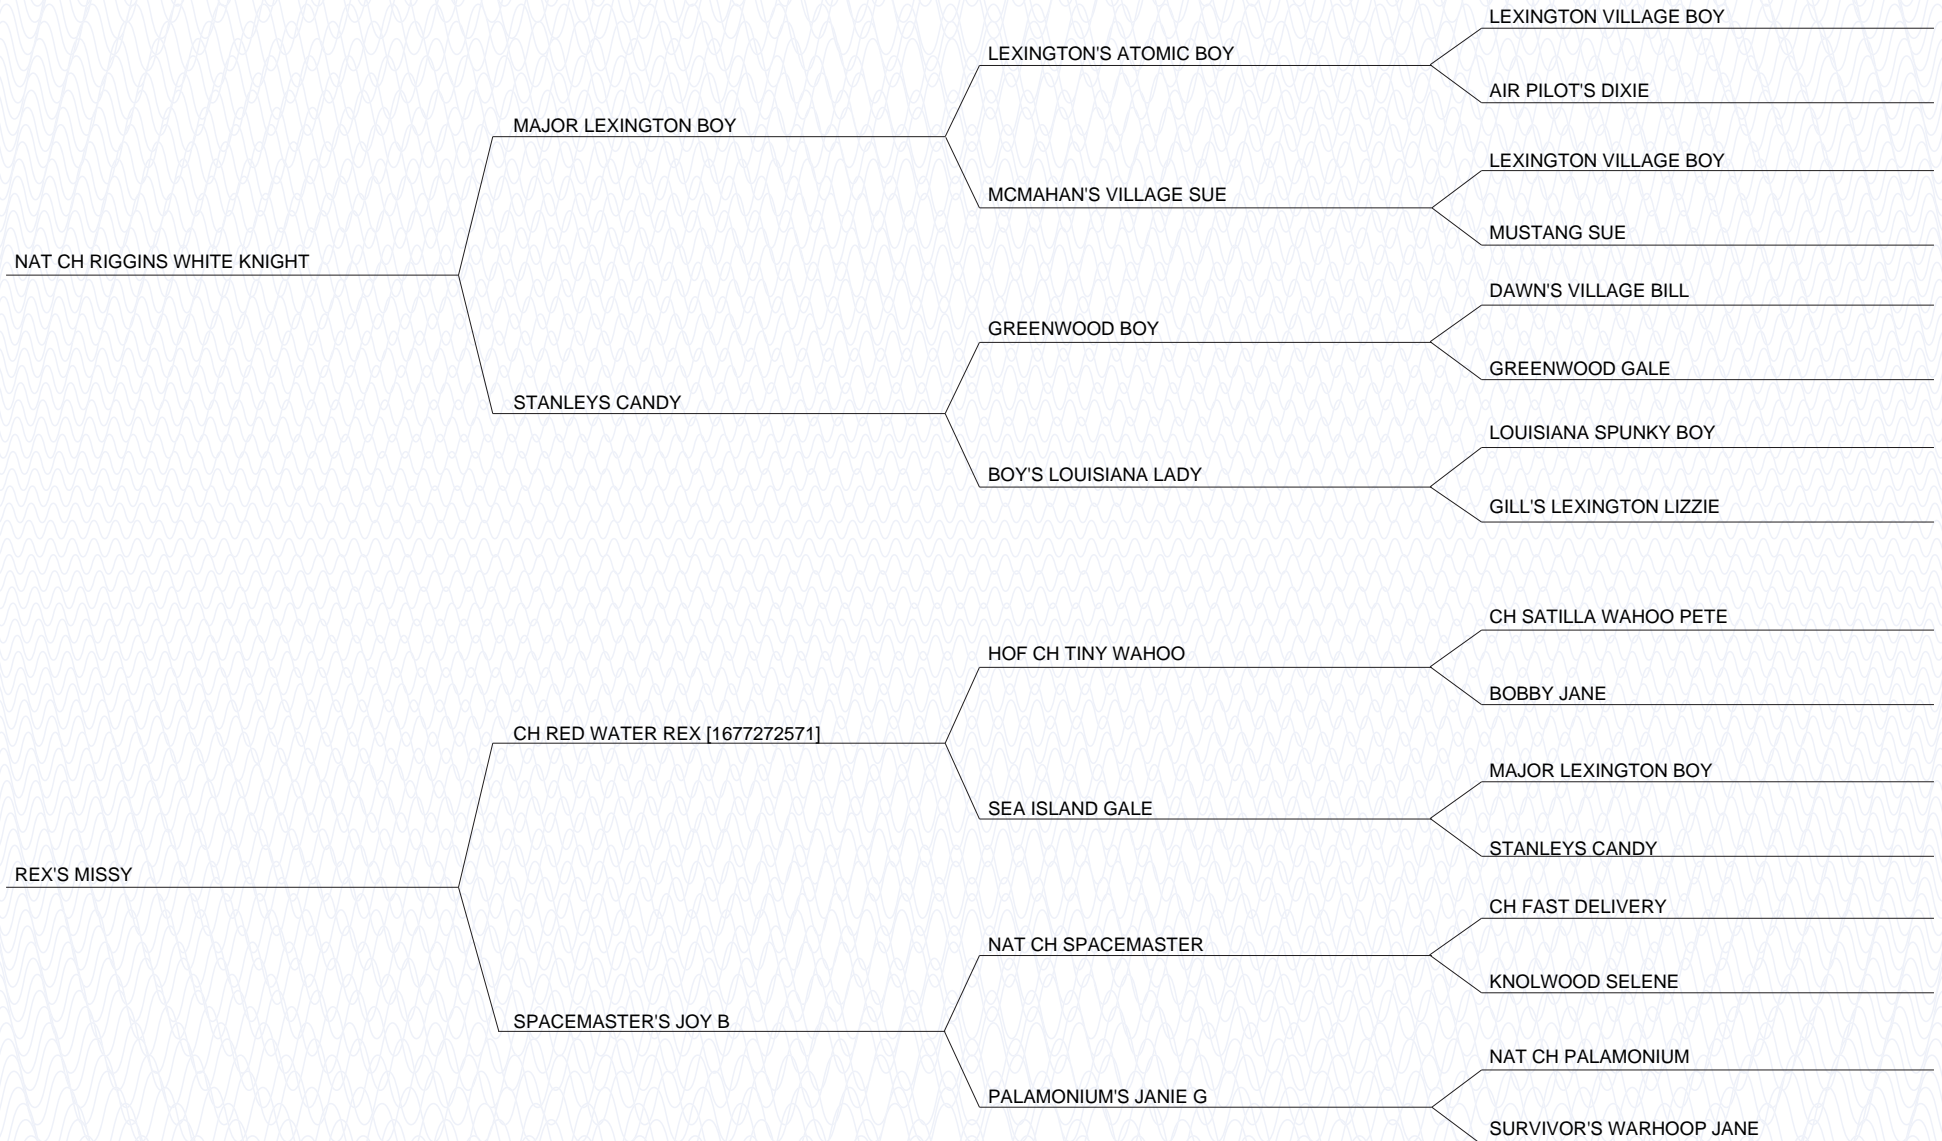 LEXINGTON VILLAGE BOY
LEXINGTON'S ATOMIC BOY
AIR PILOT'S DIXIE
MAJOR LEXINGTON BOY
LEXINGTON VILLAGE BOY
MCMAHAN'S VILLAGE SUE
MUSTANG SUE
NAT CH RIGGINS WHITE KNIGHT
DAWN'S VILLAGE BILL
GREENWOOD BOY
GREENWOOD GALE
STANLEYS CANDY
LOUISIANA SPUNKY BOY
BOY'S LOUISIANA LADY
GILL'S LEXINGTON LIZZIE
CH SATILLA WAHOO PETE
HOF CH TINY WAHOO
BOBBY JANE
CH RED WATER REX [1677272571]
MAJOR LEXINGTON BOY
SEA ISLAND GALE
STANLEYS CANDY
REX'S MISSY
CH FAST DELIVERY
NAT CH SPACEMASTER
KNOLWOOD SELENE
SPACEMASTER'S JOY B
NAT CH PALAMONIUM
PALAMONIUM'S JANIE G
SURVIVOR'S WARHOOP JANE